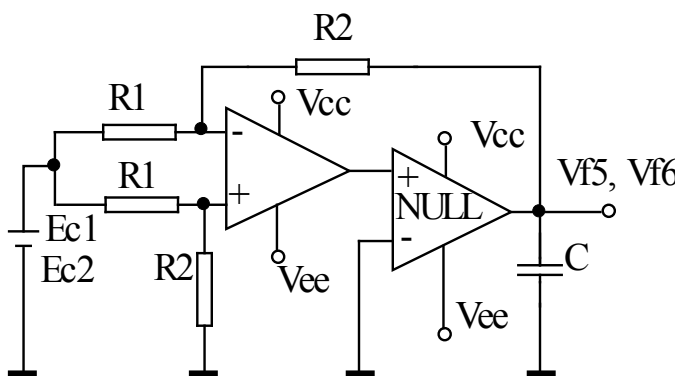 R2
R1
Vcc
-
Vcc
R1
Vf5, Vf6
+
+
NULL
Ec1
-
Ec2
R2
Vee
C
Vee